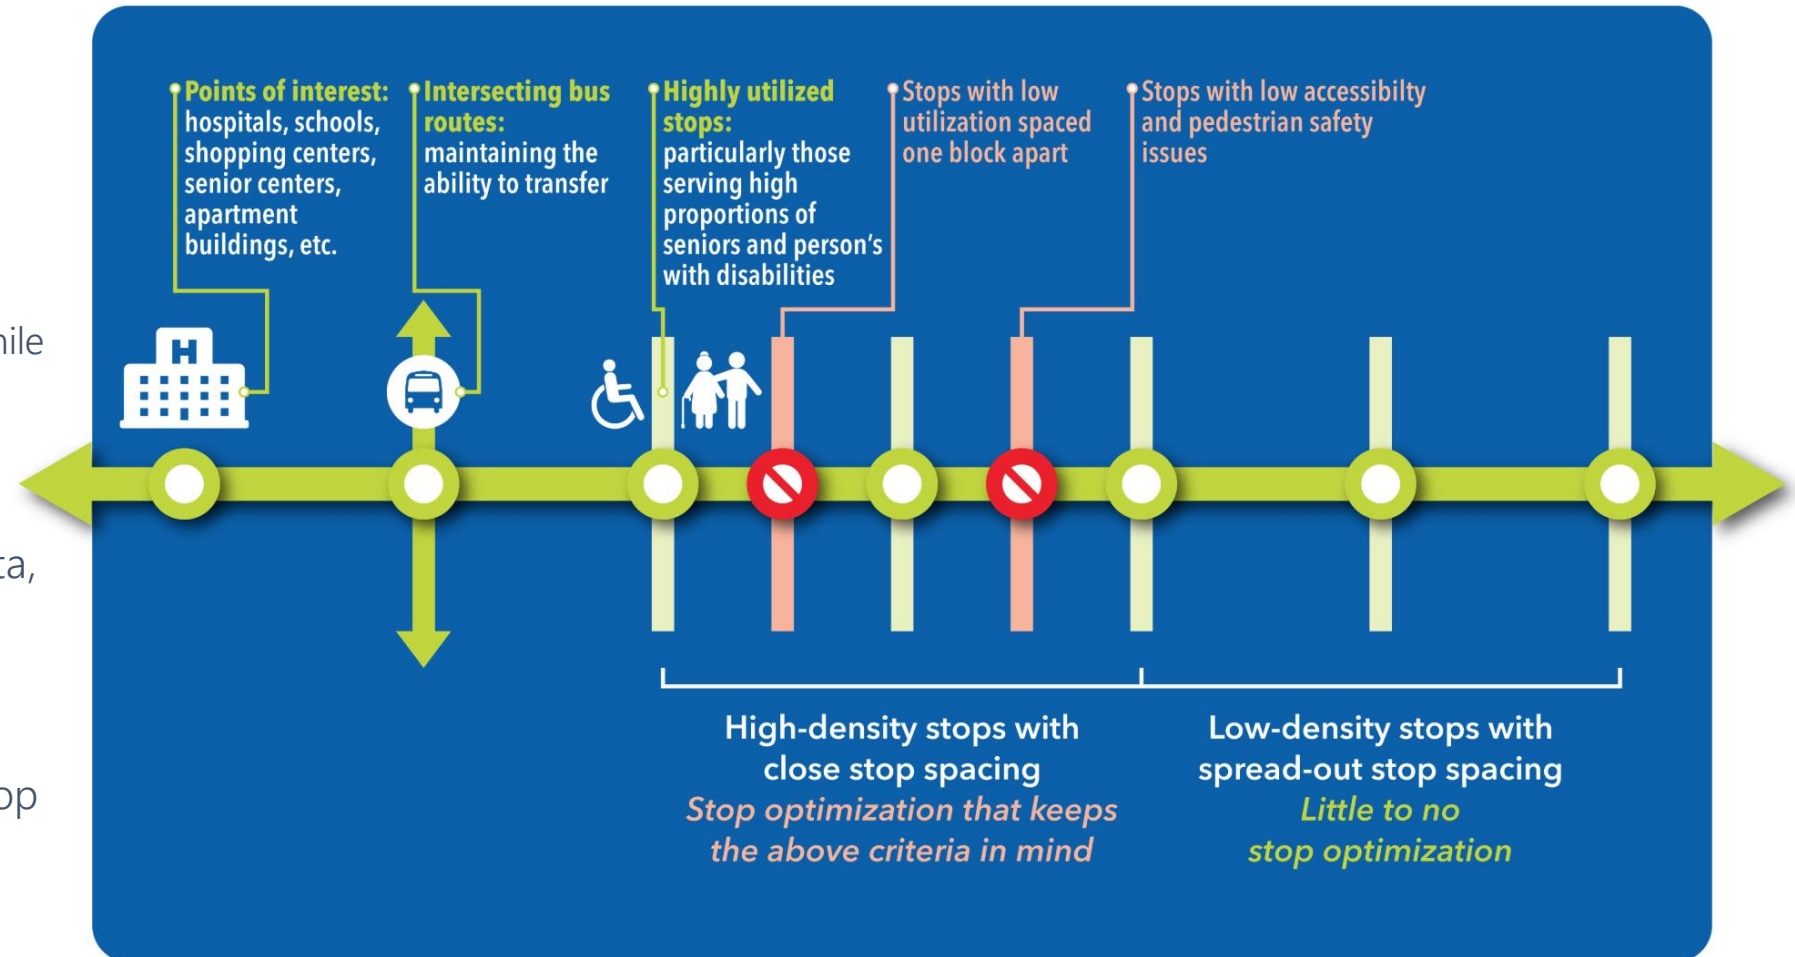 Points of interest:
hospitals, schools,
shopping centers,
senior centers,
apartment
buildings, etc.
Intersecting bus
routes:
maintaining the
ability to transfer
Highly utilized
stops:
particularly those
serving high
proportions of
seniors and person's
with disabilities
Stops with low
utilization spaced
one block apart
Stops with low accessibilty
and pedestrian safety
issues
H
High-density stops with
close stop spacing
Stop optimization that keeps
the above criteria in mind
Low-density stops with
spread-out stop spacing
Little to no
stop optimization